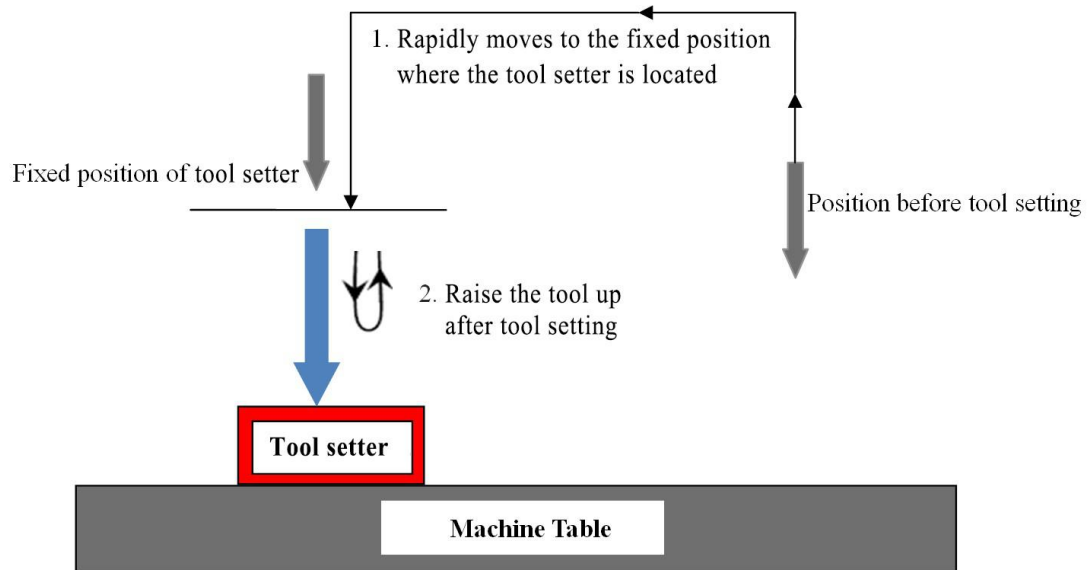 1. Rapidly moves to the fixed position
where the tool setter is located
Fixed position of tool setter
Position before tool setting
2. Raise the tool up
after tool setting
Tool setter
Machine Table